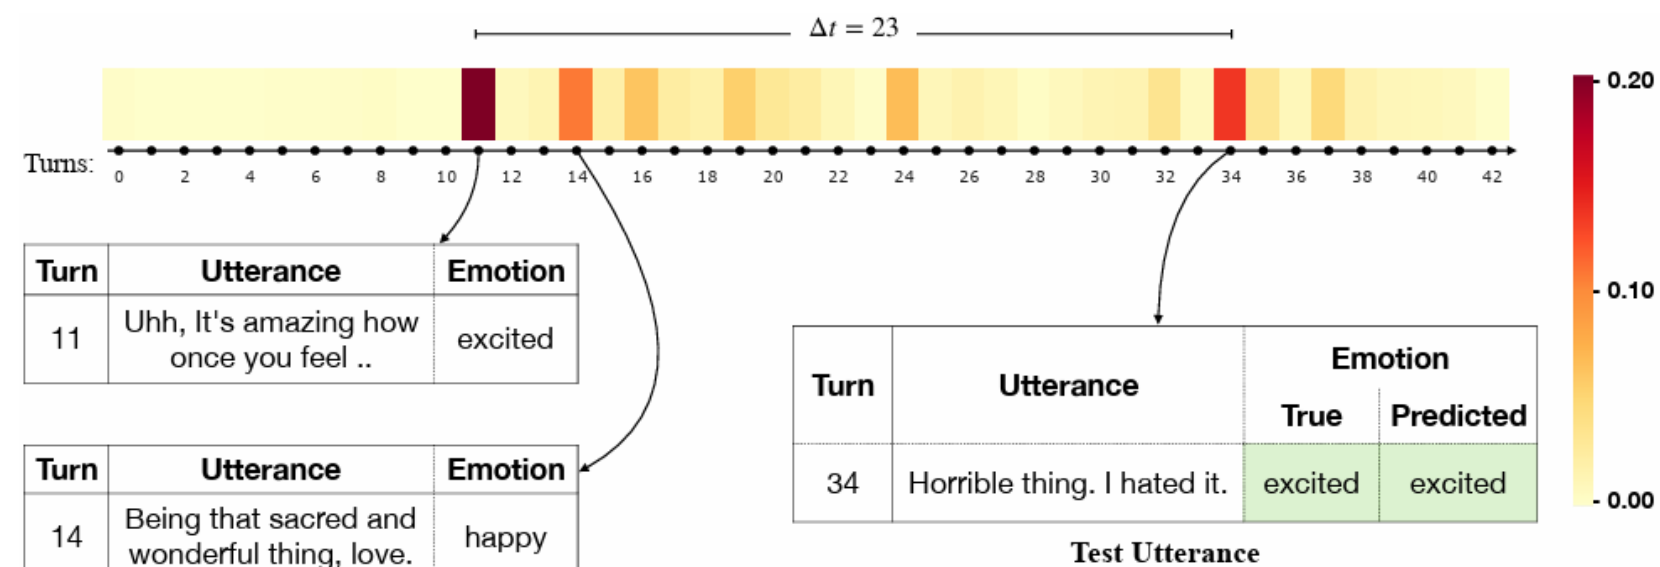 Δt = 23
0.20
0.10
0.00
Turns:
0 2 4 6 8 10 12 14 16 18 20 22 24 26 28 30 32 34 36 38 40 42
Turn Utterance Emotion
11 Uhh, It's amazing how excited
once you feel ..
Turn Utterance Emotion
14 Being that sacred and happy
wonderful thing, love.
Turn Utterance Emotion
True Predicted
34 Horrible thing. I hated it. excited excited
Test Utterance